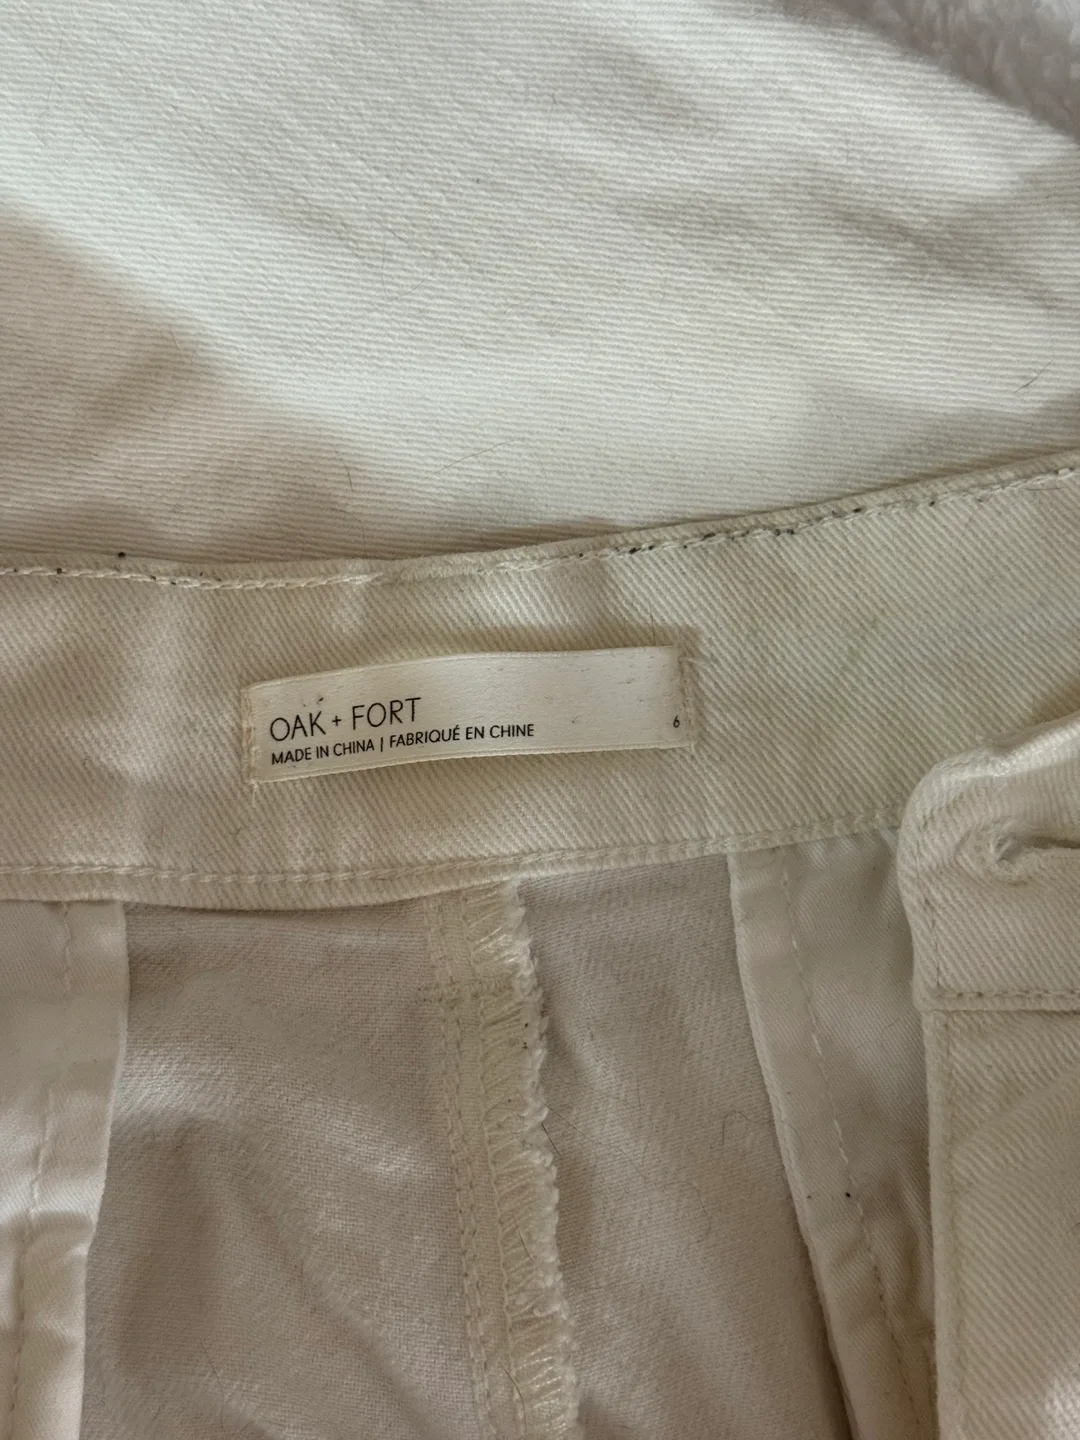 OAK + FORT
MADE IN CHINA | FABRIQUÉ EN CHINE
6